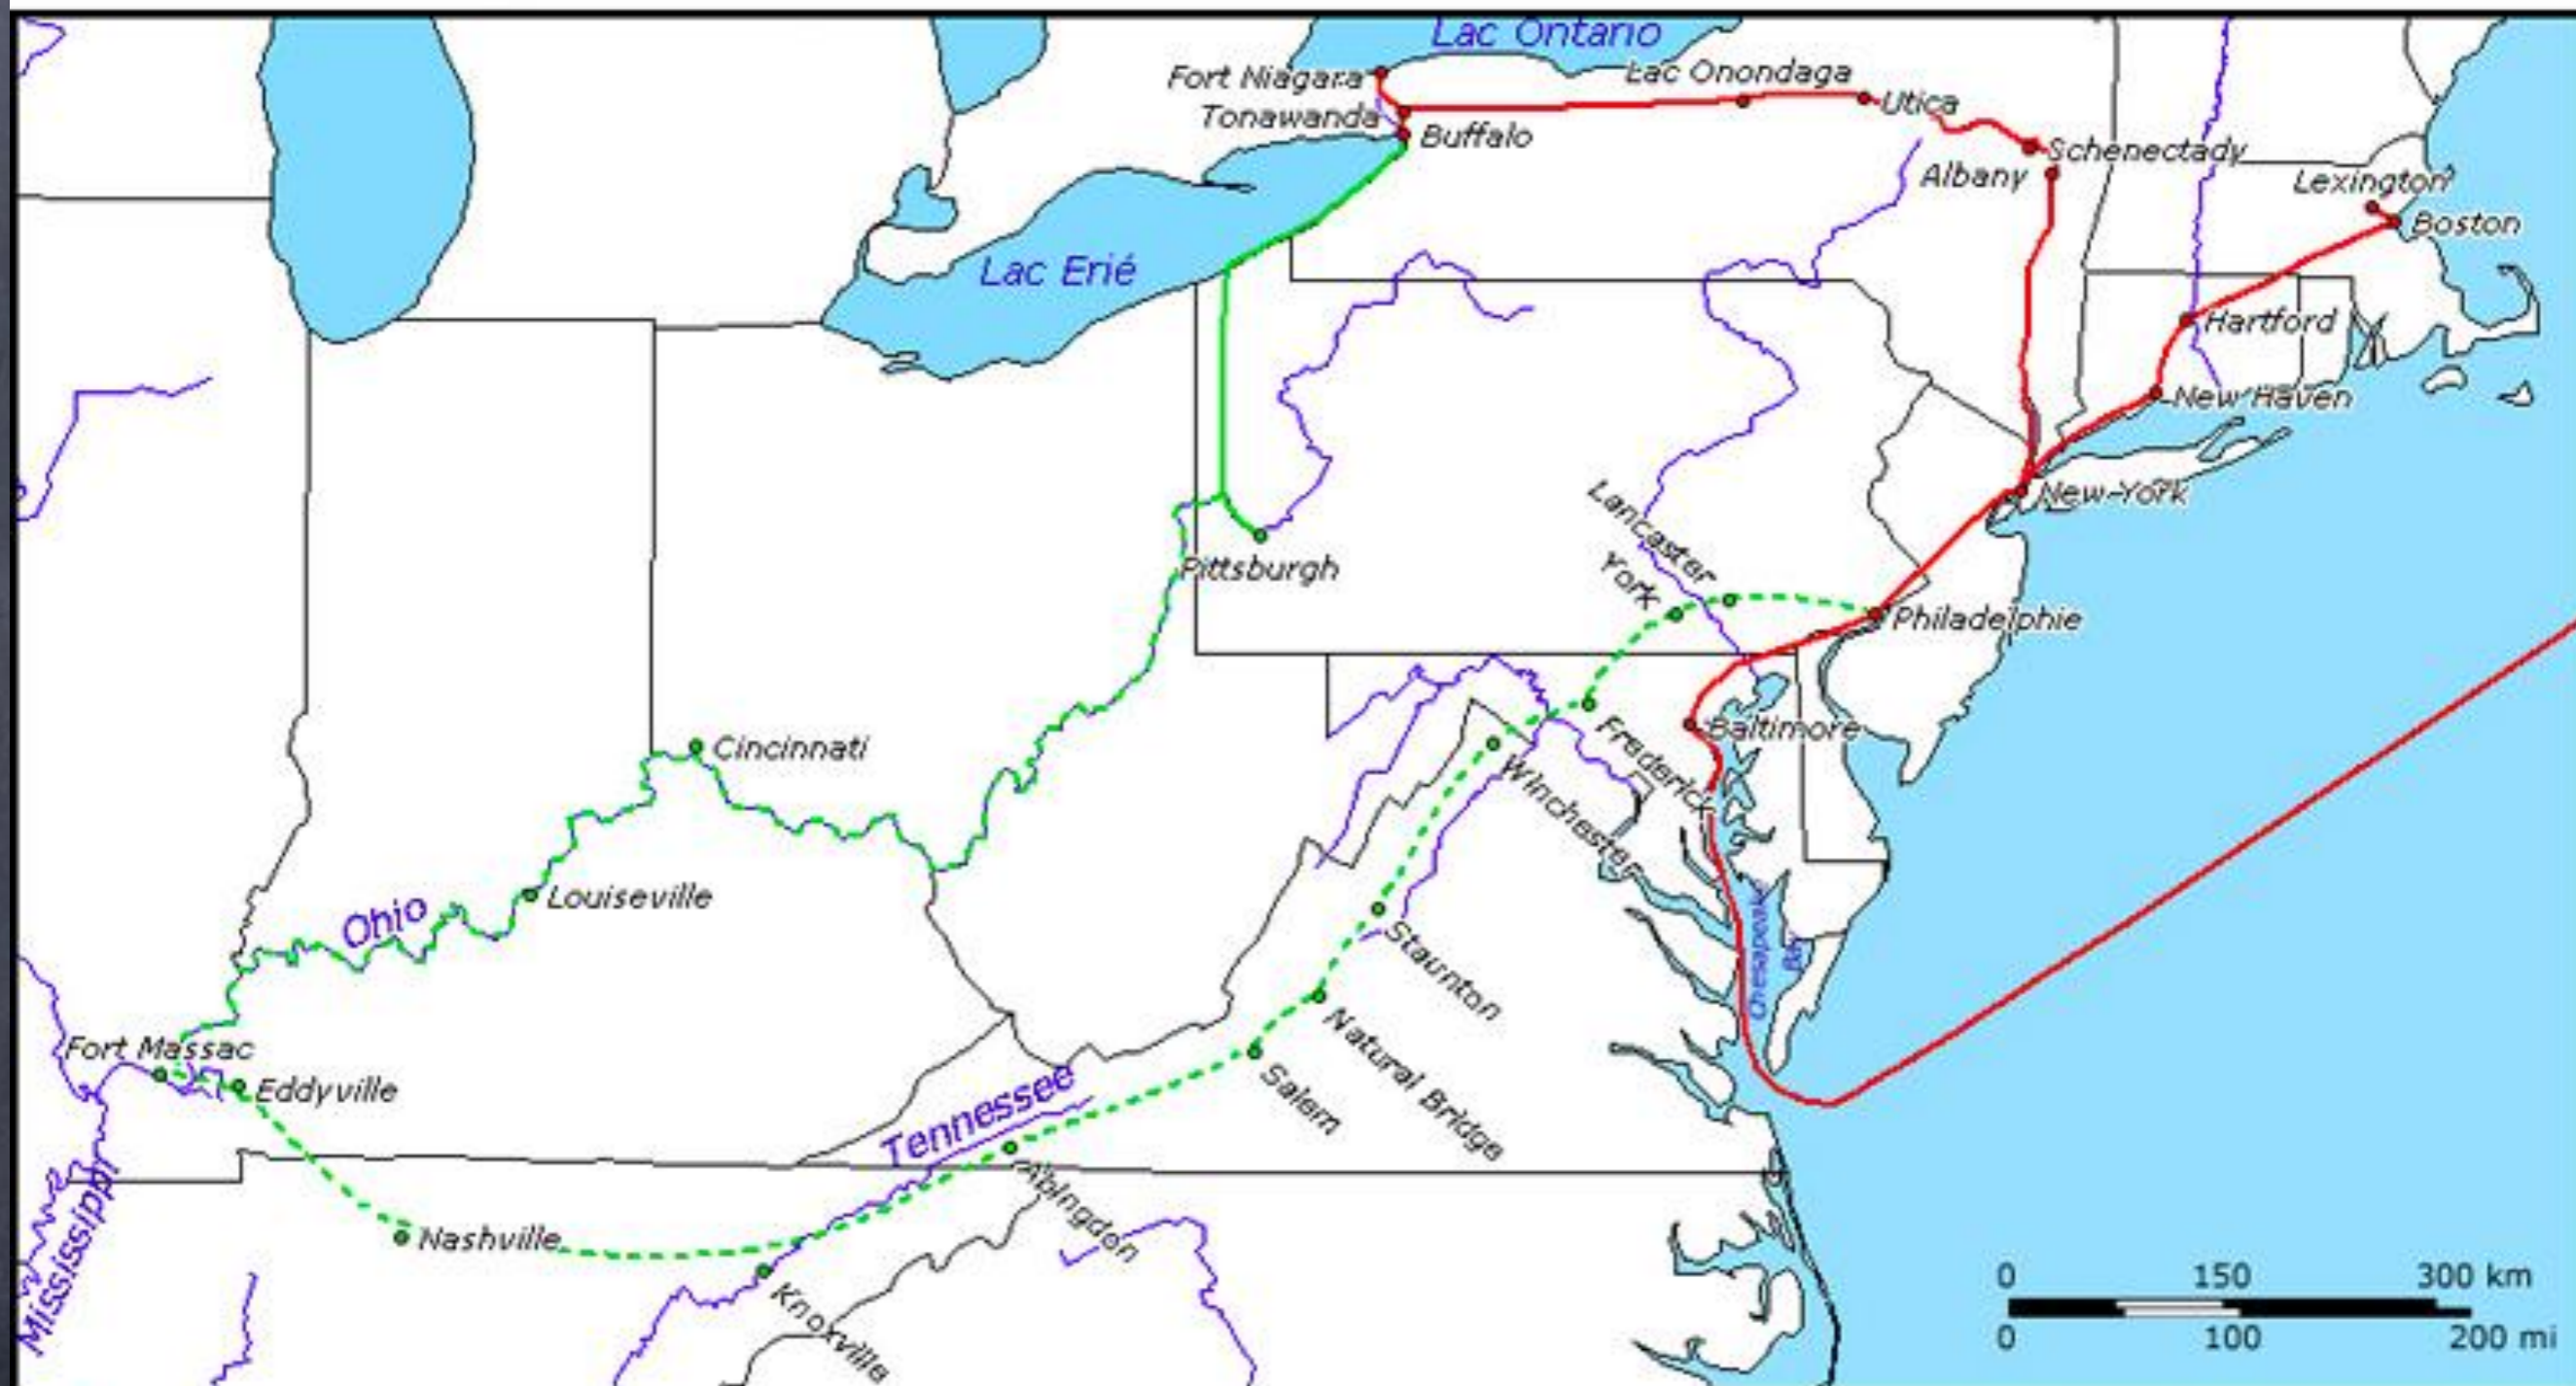 Lac Ontario
Fort Niagara
Lac Onondaga
Tonawanda
Utica
Buffalo
Schenectady
Albany
Lexington
Boston
Lac Erié
Hartford
New Haven
New-York
Lancaster
York
Pittsburgh
Philadelphie
Baltimore
Frederick
Cincinnati
Winchester
Louiseville
Ohio
Chesapeake
Bay
Staunton
Natural Bridge
Fort Massac
Eddyville
Salem
Tennessee
Abingdon
Mississippi
Nashville
Knoxville
0 150 300 km
0 100 200 mi